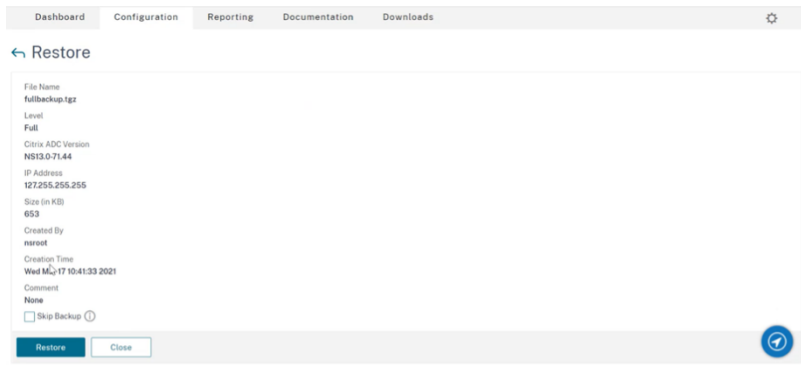 Dashboard Configuration Reporting Documentation Downloads
Restore
File Name
fullbackup.tgz
Level
Full
Citrix ADC Version
NS13.0-71.44
IP Address
127.255.255.255
Size (in KB)
653
Created By
nsroot
Creation Time
Wed 17 10:41:33 2021
Comment
None
Skip Backup
Restore Close